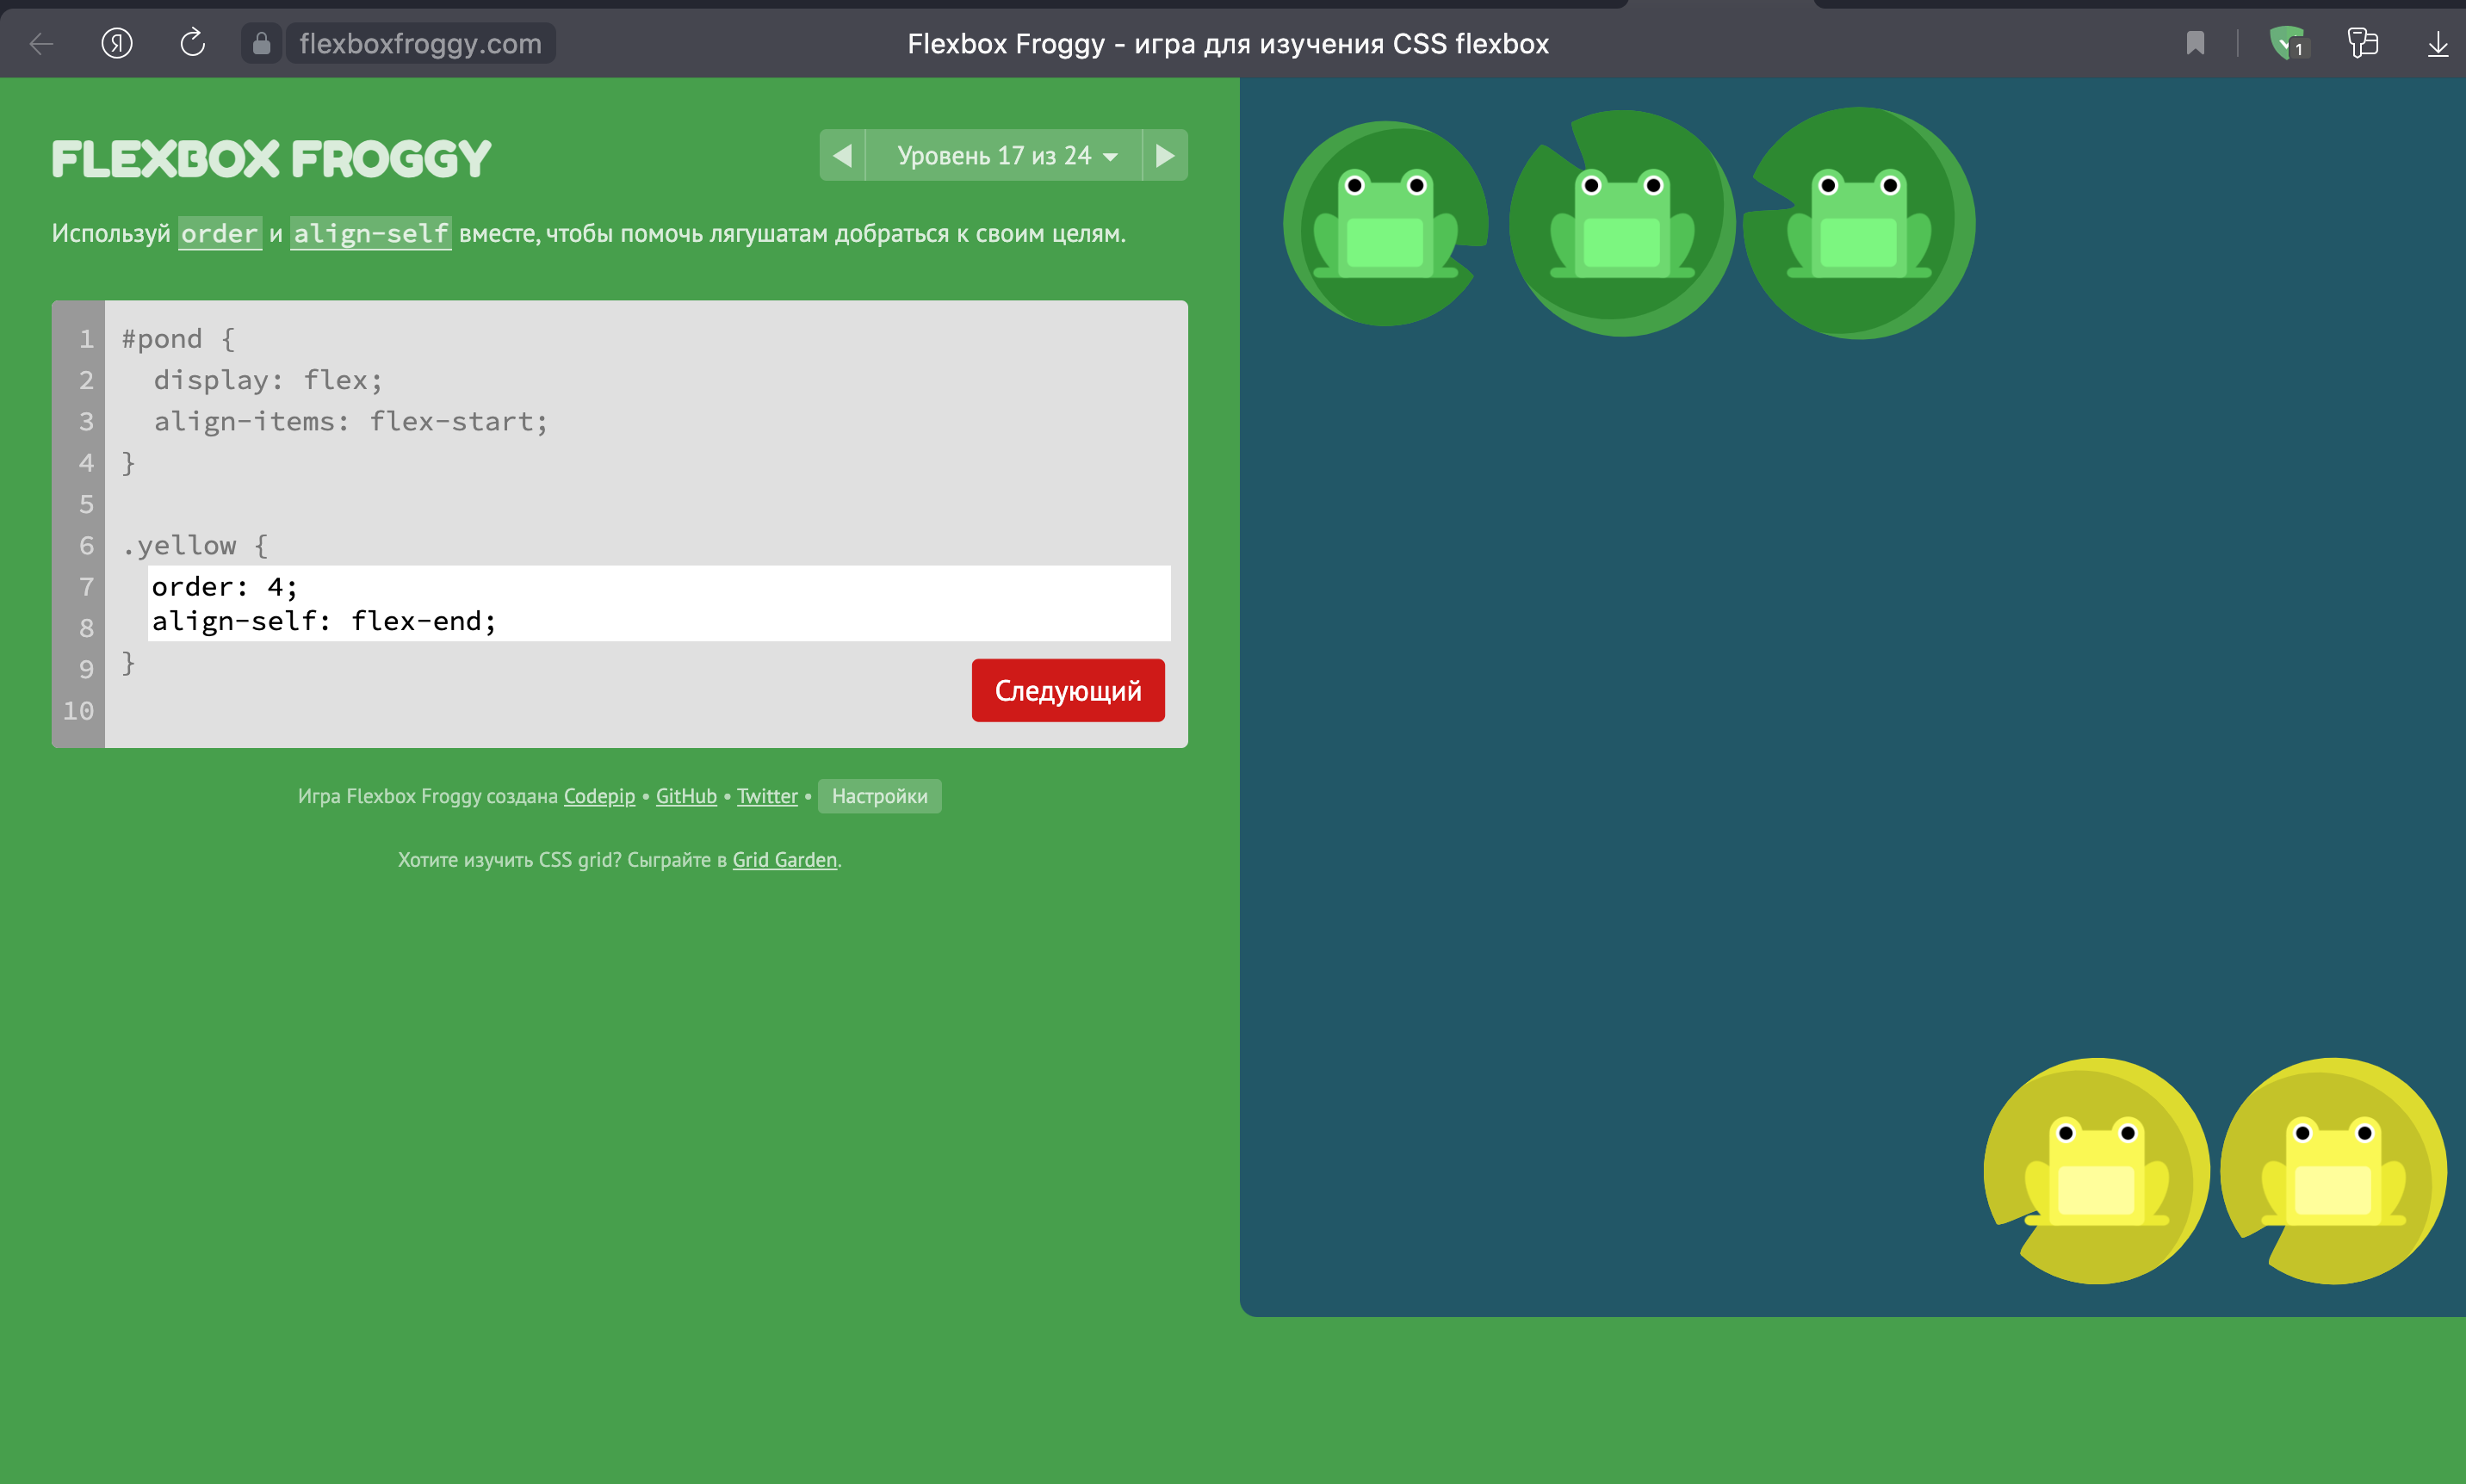 flexboxfroggy.com
Flexbox Froggy - игра для изучения CSS flexbox
1
FLEXBOX FROGGY
Уровень 17 из 24
Используй order и align-self вместе, чтобы помочь лягушатам добраться к своим целям.
1 #pond {
2 display: flex;
3 align-items: flex-start;
4 }
5
6 .yellow {
7 order: 4;
8 align-self: flex-end;
9 }
10
Следующий
Игра Flexbox Froggy создана Codepip • GitHub • Twitter • Настройки
Хотите изучить CSS grid? Сыграйте в Grid Garden.